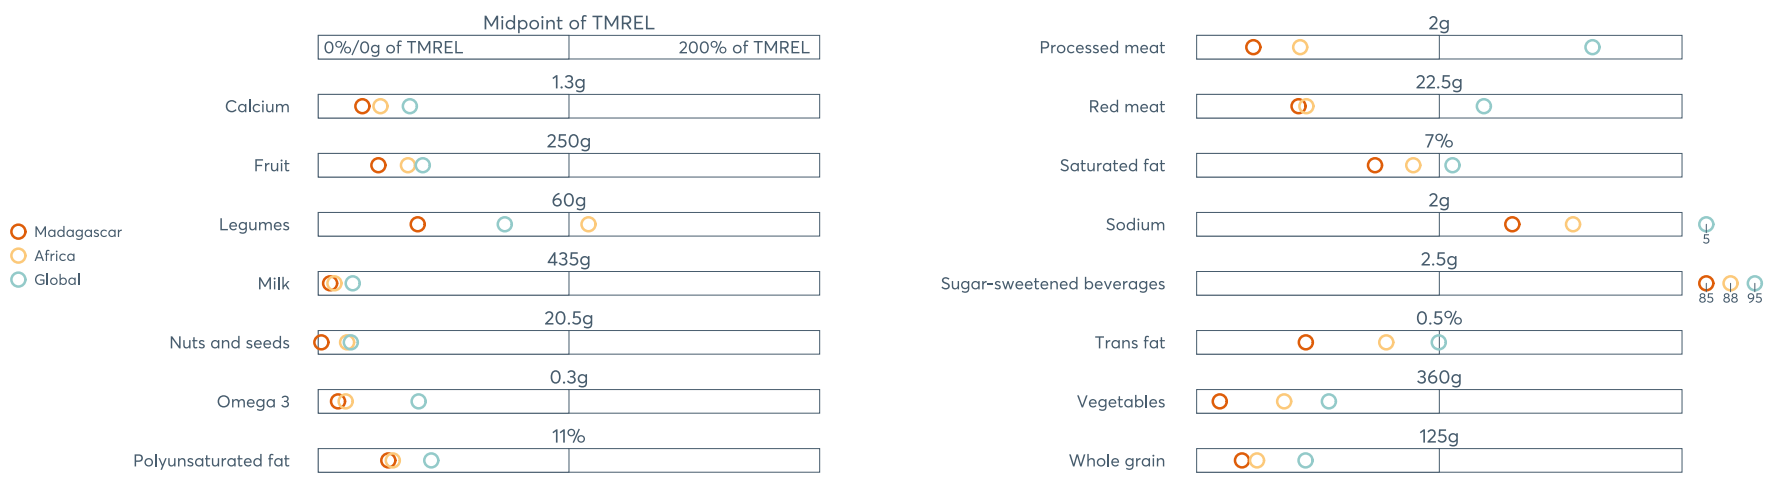 Midpoint of TMREL
0%/0g of TMREL 200% of TMREL
1.3g
Calcium
250g
Fruit
60g
Legumes
435g
Milk
20.5g
Nuts and seeds
0.3g
Omega 3
11%
Polyunsaturated fat
Madagascar
Africa
Global
2g
Processed meat
22.5g
Red meat
7%
Saturated fat
2g
Sodium
5
2.5g
Sugar-sweetened beverages
85 88 95
0.5%
Trans fat
360g
Vegetables
125g
Whole grain